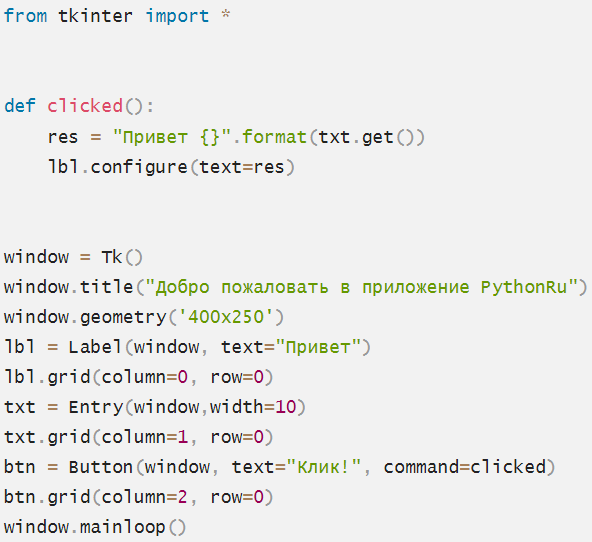 from tkinter import *
def clicked():
    res = "Привет {}".format(txt.get())
    lbl.configure(text=res)
window = Tk()
window.title("Добро пожаловать в приложение PythonRu")
window.geometry('400x250')
lbl = Label(window, text="Привет")
lbl.grid(column=0, row=0)
txt = Entry(window,width=10)
txt.grid(column=1, row=0)
btn = Button(window, text="Клик!", command=clicked)
btn.grid(column=2, row=0)
window.mainloop()